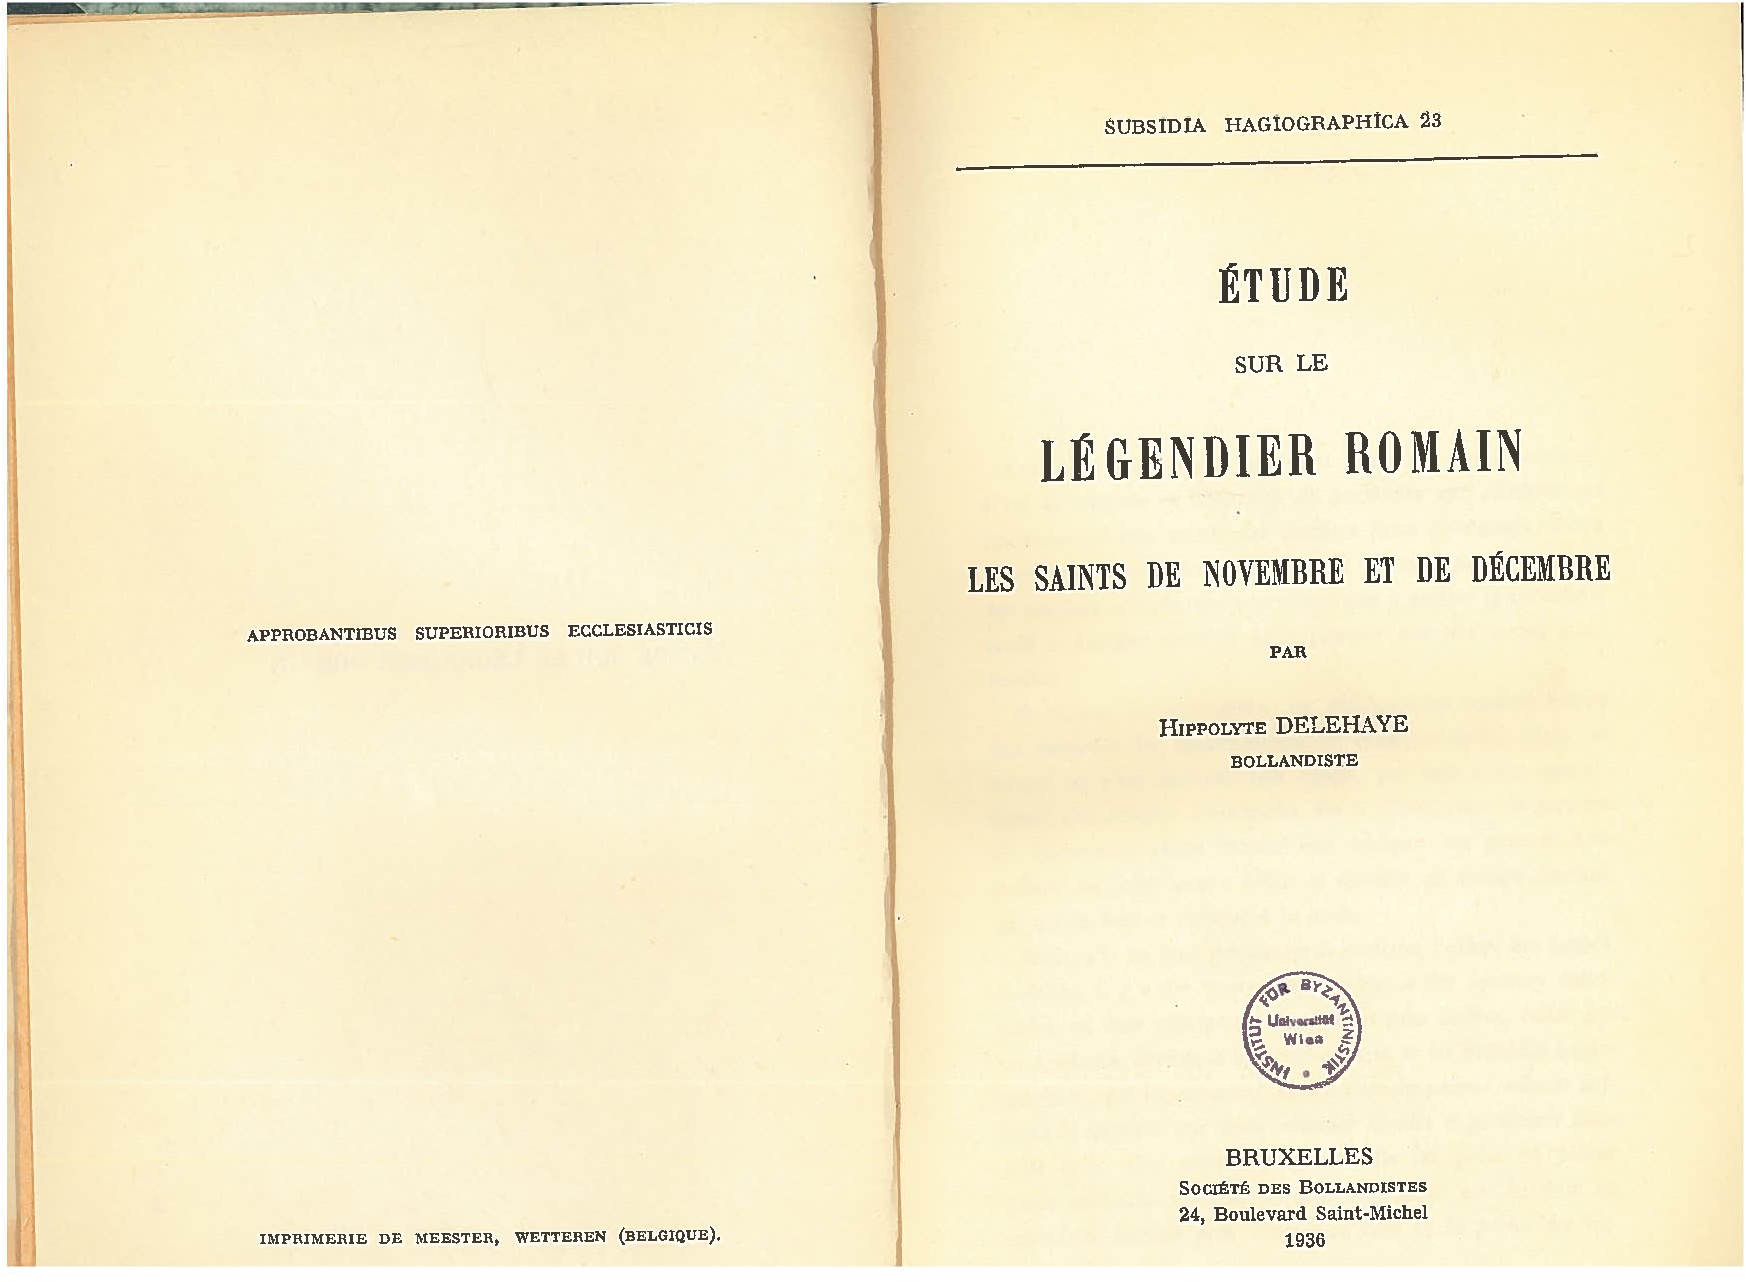 APPROBANTIBUS SUPERIORIBUS ECCLESIASTICIS
IMPRIMERIE DE MEESTER, WETTEREN (BELGIQUE).
SUBSIDIA HAGIOGRAPHICA 23
ÉTUDE
SUR LE
LÉGENDIER ROMAIN
LES SAINTS DE NOVEMBRE ET DE DÉCEMBRE
PAR
HIPPOLYTE DELEHAYE
BOLLANDISTE
INSTITUT FÜR BYZANTINISTIK
Universität
Wien
BRUXELLES
SOCIÉTÉ DES BOLLANDISTES
24, Boulevard Saint-Michel
1936